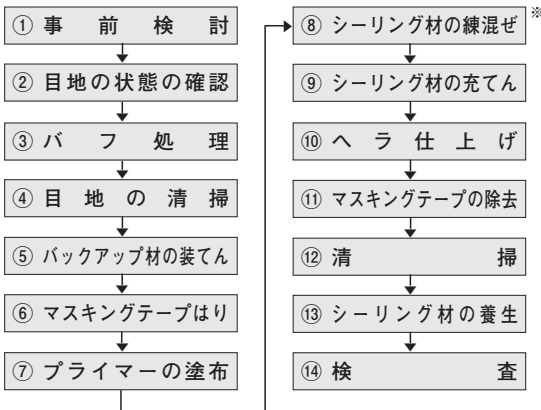 ① 事前検討
② 目地の状態の確認
③ バフ処理
④ 目地の清掃
⑤ バックアップ材の装てん
⑥ マスキングテープはり
⑦ プライマーの塗布
⑧ シーリング材の練混ぜ ※
⑨ シーリング材の充てん
⑩ ヘラ仕上げ
⑪ マスキングテープの除去
⑫ 清掃
⑬ シーリング材の養生
⑭ 検査